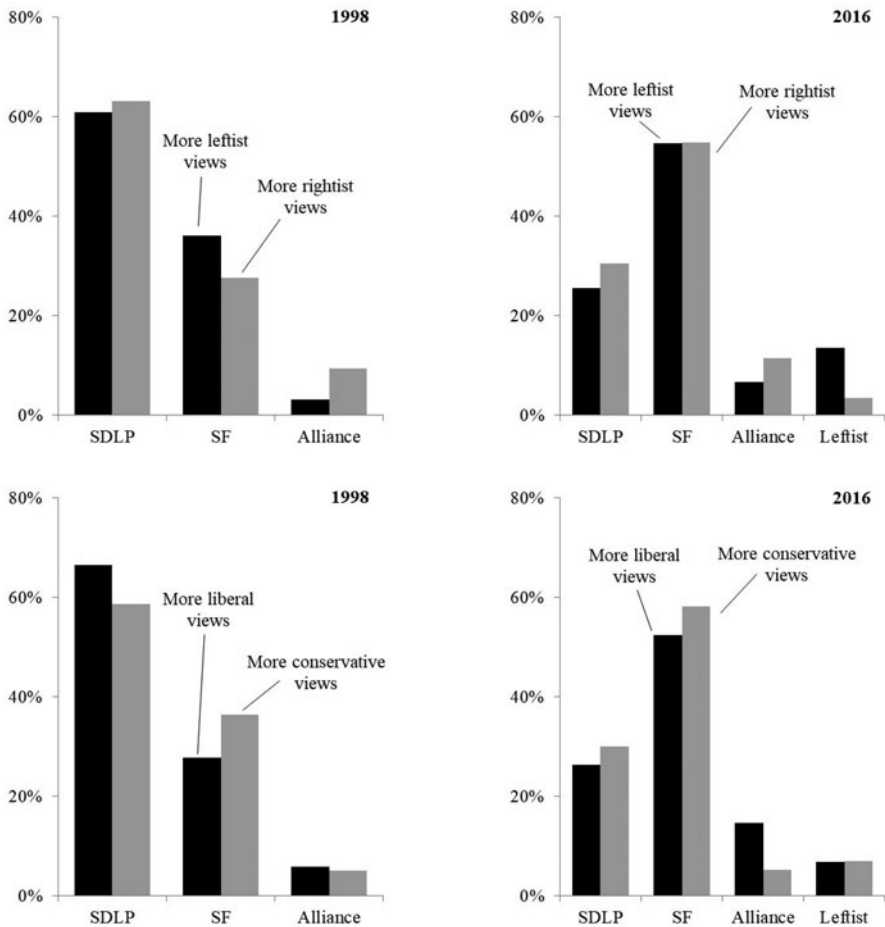 80%
1998
60%
More leftist
views
More rightist
views
40%
20%
0%
SDLP
SF
Alliance
80%
2016
More leftist
views
More rightist
views
60%
40%
20%
0%
SDLP
SF
Alliance
Leftist
80%
1998
60%
More liberal
views
More conservative
views
40%
20%
0%
SDLP
SF
Alliance
80%
2016
More liberal
views
More conservative
views
60%
40%
20%
0%
SDLP
SF
Alliance
Leftist